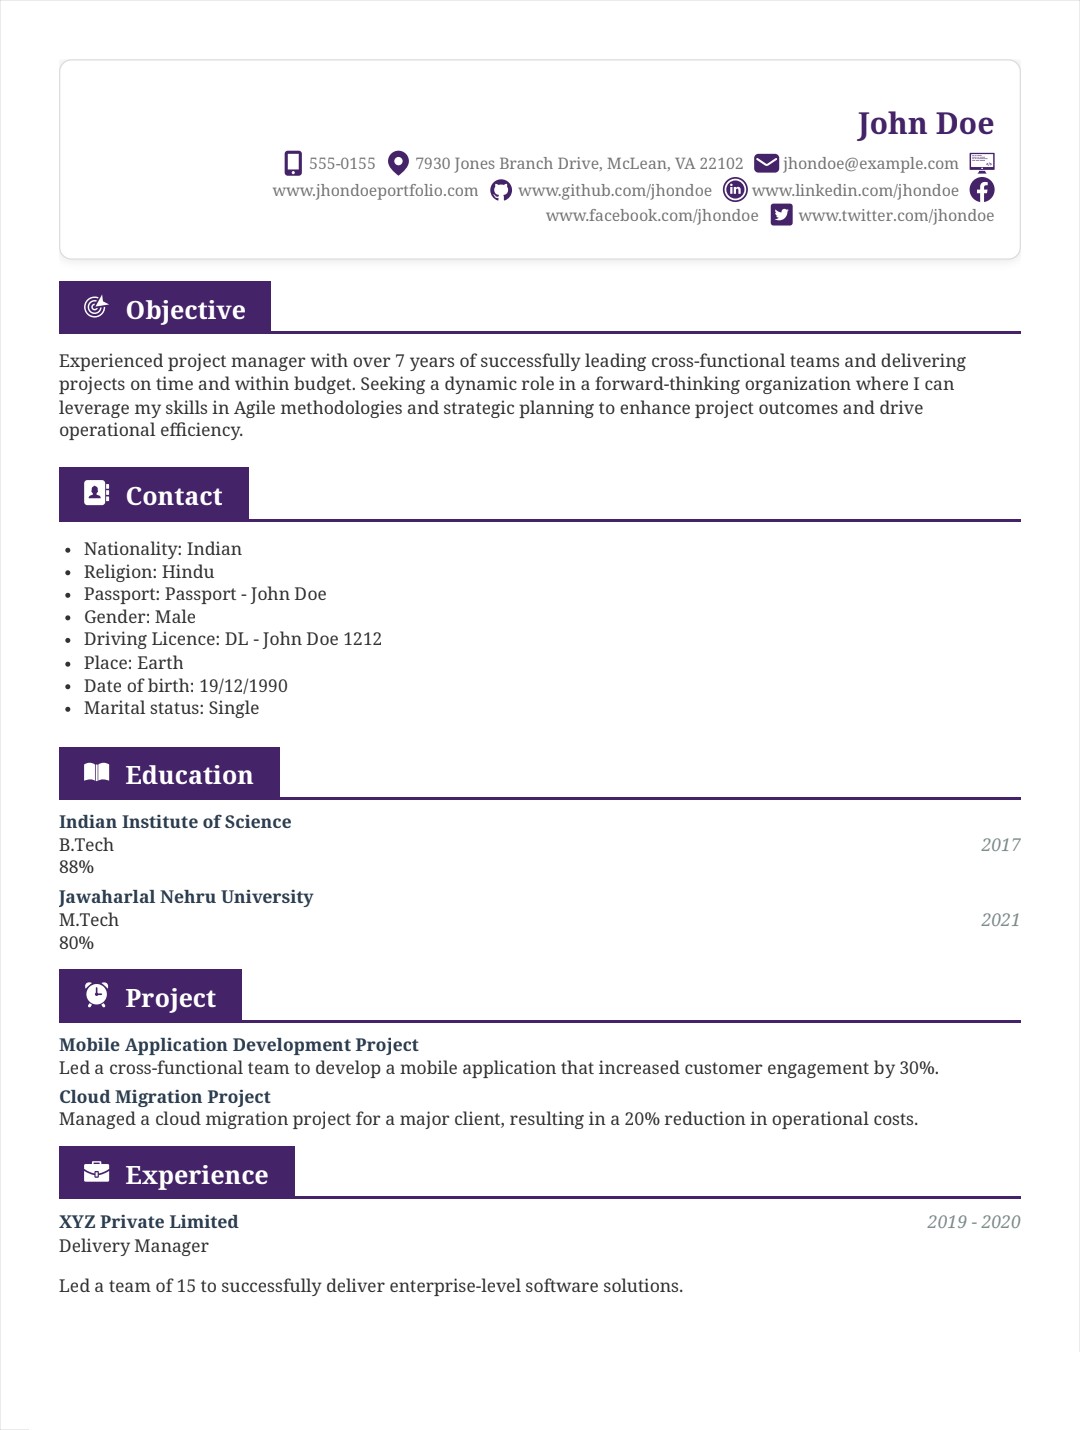 John Doe
555-0155 7930 Jones Branch Drive, McLean, VA 22102 jhondoe@example.com
www.jhondoeportfolio.com www.github.com/jhondoe www.linkedin.com/jhondoe
www.facebook.com/jhondoe www.twitter.com/jhondoe
Objective
Experienced project manager with over 7 years of successfully leading cross-functional teams and delivering
projects on time and within budget. Seeking a dynamic role in a forward-thinking organization where I can
leverage my skills in Agile methodologies and strategic planning to enhance project outcomes and drive
operational efficiency.
Contact
• Nationality: Indian
• Religion: Hindu
• Passport: Passport - John Doe
• Gender: Male
• Driving Licence: DL - John Doe 1212
• Place: Earth
• Date of birth: 19/12/1990
• Marital status: Single
Education
Indian Institute of Science
B.Tech 2017
88%
Jawaharlal Nehru University
M.Tech 2021
80%
Project
Mobile Application Development Project
Led a cross-functional team to develop a mobile application that increased customer engagement by 30%.
Cloud Migration Project
Managed a cloud migration project for a major client, resulting in a 20% reduction in operational costs.
Experience
XYZ Private Limited 2019 - 2020
Delivery Manager
Led a team of 15 to successfully deliver enterprise-level software solutions.